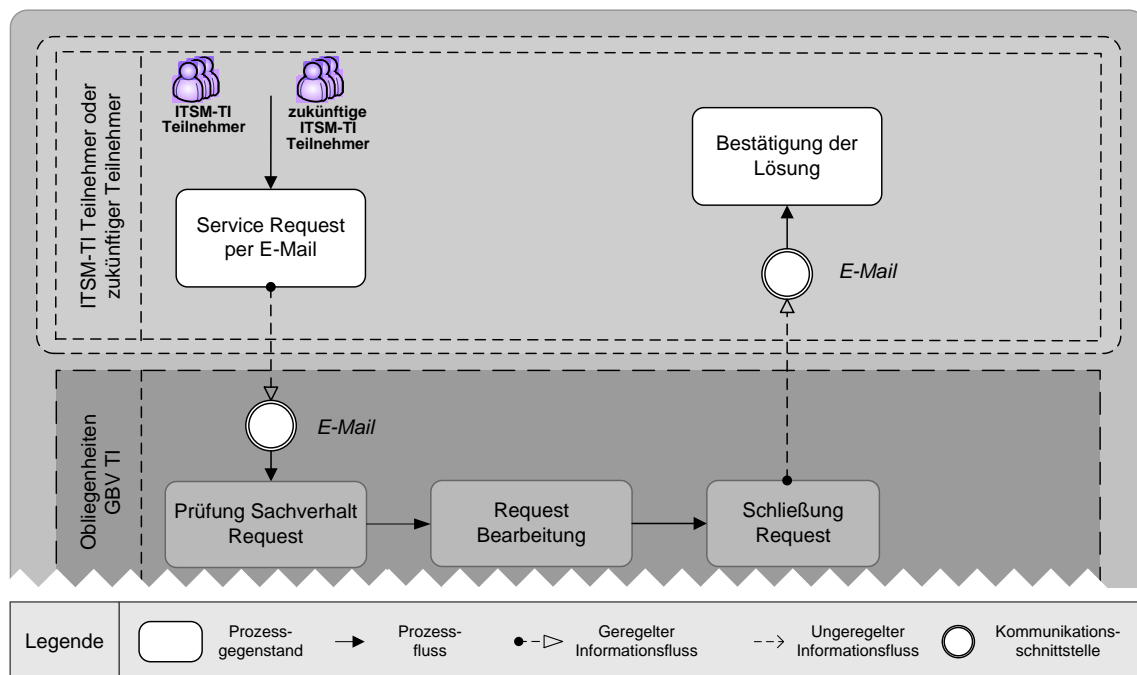 ITSM-TI Teilnehmer oder
zukünftiger Teilnehmer
ITSM-TI
Teilnehmer
zukünftige
ITSM-TI
Teilnehmer
Service Request
per E-Mail
Bestätigung der
Lösung
E-Mail
Obliegenheiten
GBV TI
E-Mail
Prüfung Sachverhalt
Request
Request
Bearbeitung
Schließung
Request
Legende
Prozess-
gegenstand
Prozess-
fluss
Geregelter
Informationsfluss
Ungeregelter
Informationsfluss
Kommunikations-
schnittstelle